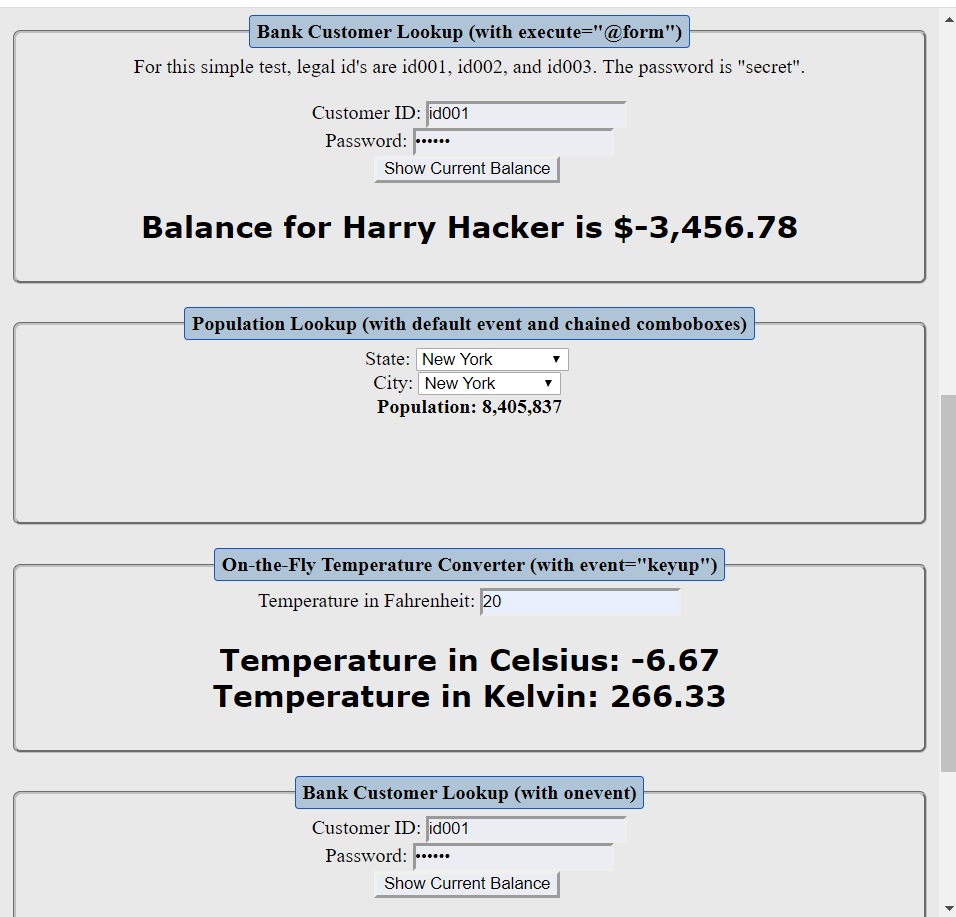 Bank Customer Lookup (with execute="@form")
For this simple test, legal id's are id001, id002, and id003. The password is "secret".
Customer ID: id001
Password: ••••••
Show Current Balance
Balance for Harry Hacker is $-3,456.78
Population Lookup (with default event and chained comboboxes)
State: New York
City: New York
Population: 8,405,837
On-the-Fly Temperature Converter (with event="keyup")
Temperature in Fahrenheit: 20
Temperature in Celsius: -6.67
Temperature in Kelvin: 266.33
Bank Customer Lookup (with onevent)
Customer ID: id001
Password: ••••••
Show Current Balance